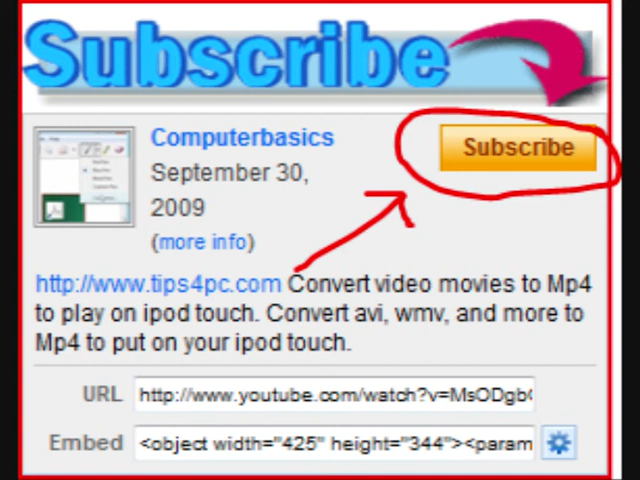 Subscribe
Computerbasics
Subscribe
September 30,
2009
(more info)
http://www.tips4pc.com Convert video movies to Mp4
to play on ipod touch. Convert avi, wmv, and more to
Mp4 to put on your ipod touch.
URL http://www.youtube.com/watch?v=MsODgb
Embed <object width="425" height="344"><param